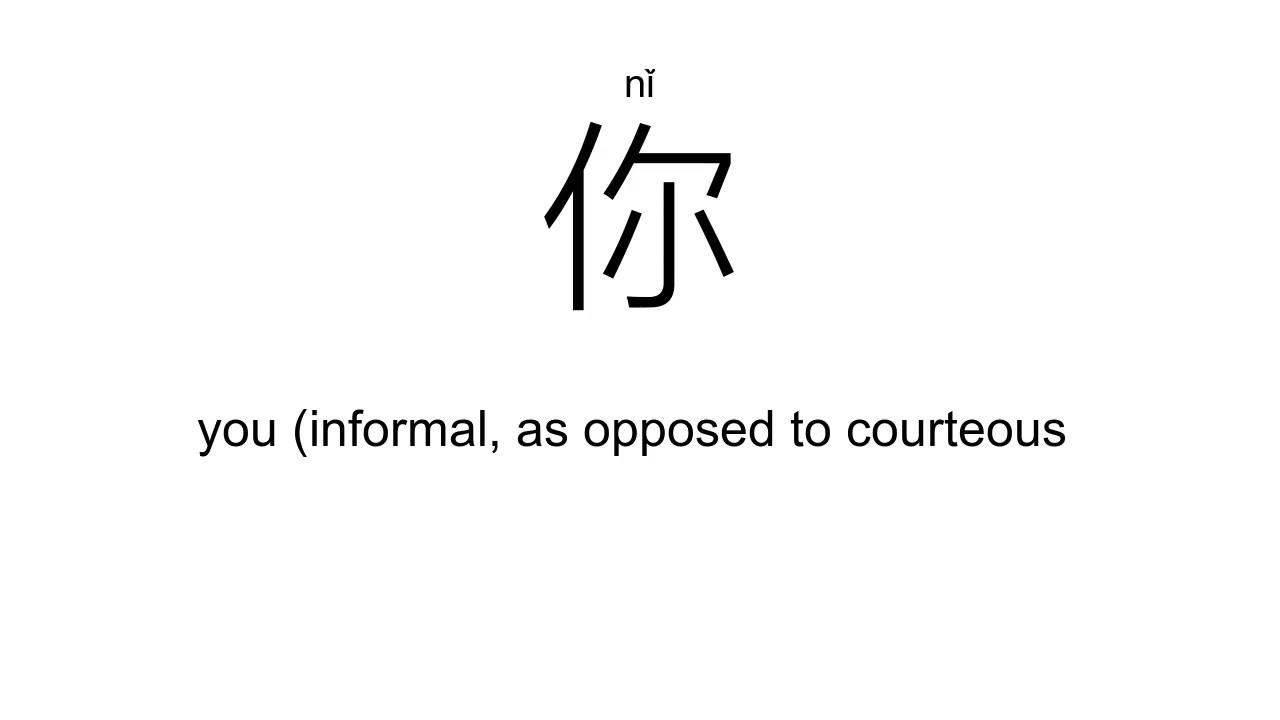 nǐ
你
you (informal, as opposed to courteous